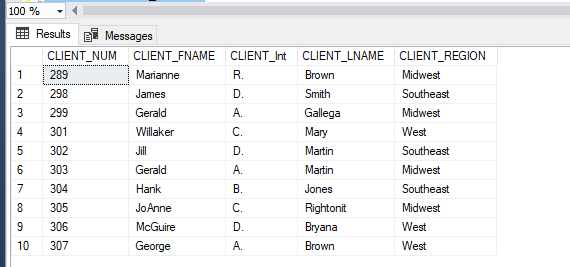 100 %
Results Messages
CLIENT_NUM CLIENT_FNAME CLIENT_Int CLIENT_LNAME CLIENT_REGION
1 289 Marianne R. Brown Midwest
2 298 James D. Smith Southeast
3 299 Gerald A. Gallega Midwest
4 301 Willaker C. Mary West
5 302 Jill D. Martin Southeast
6 303 Gerald A. Martin Midwest
7 304 Hank B. Jones Southeast
8 305 JoAnne C. Rightonit Midwest
9 306 McGuire D. Bryana West
10 307 George A. Brown West